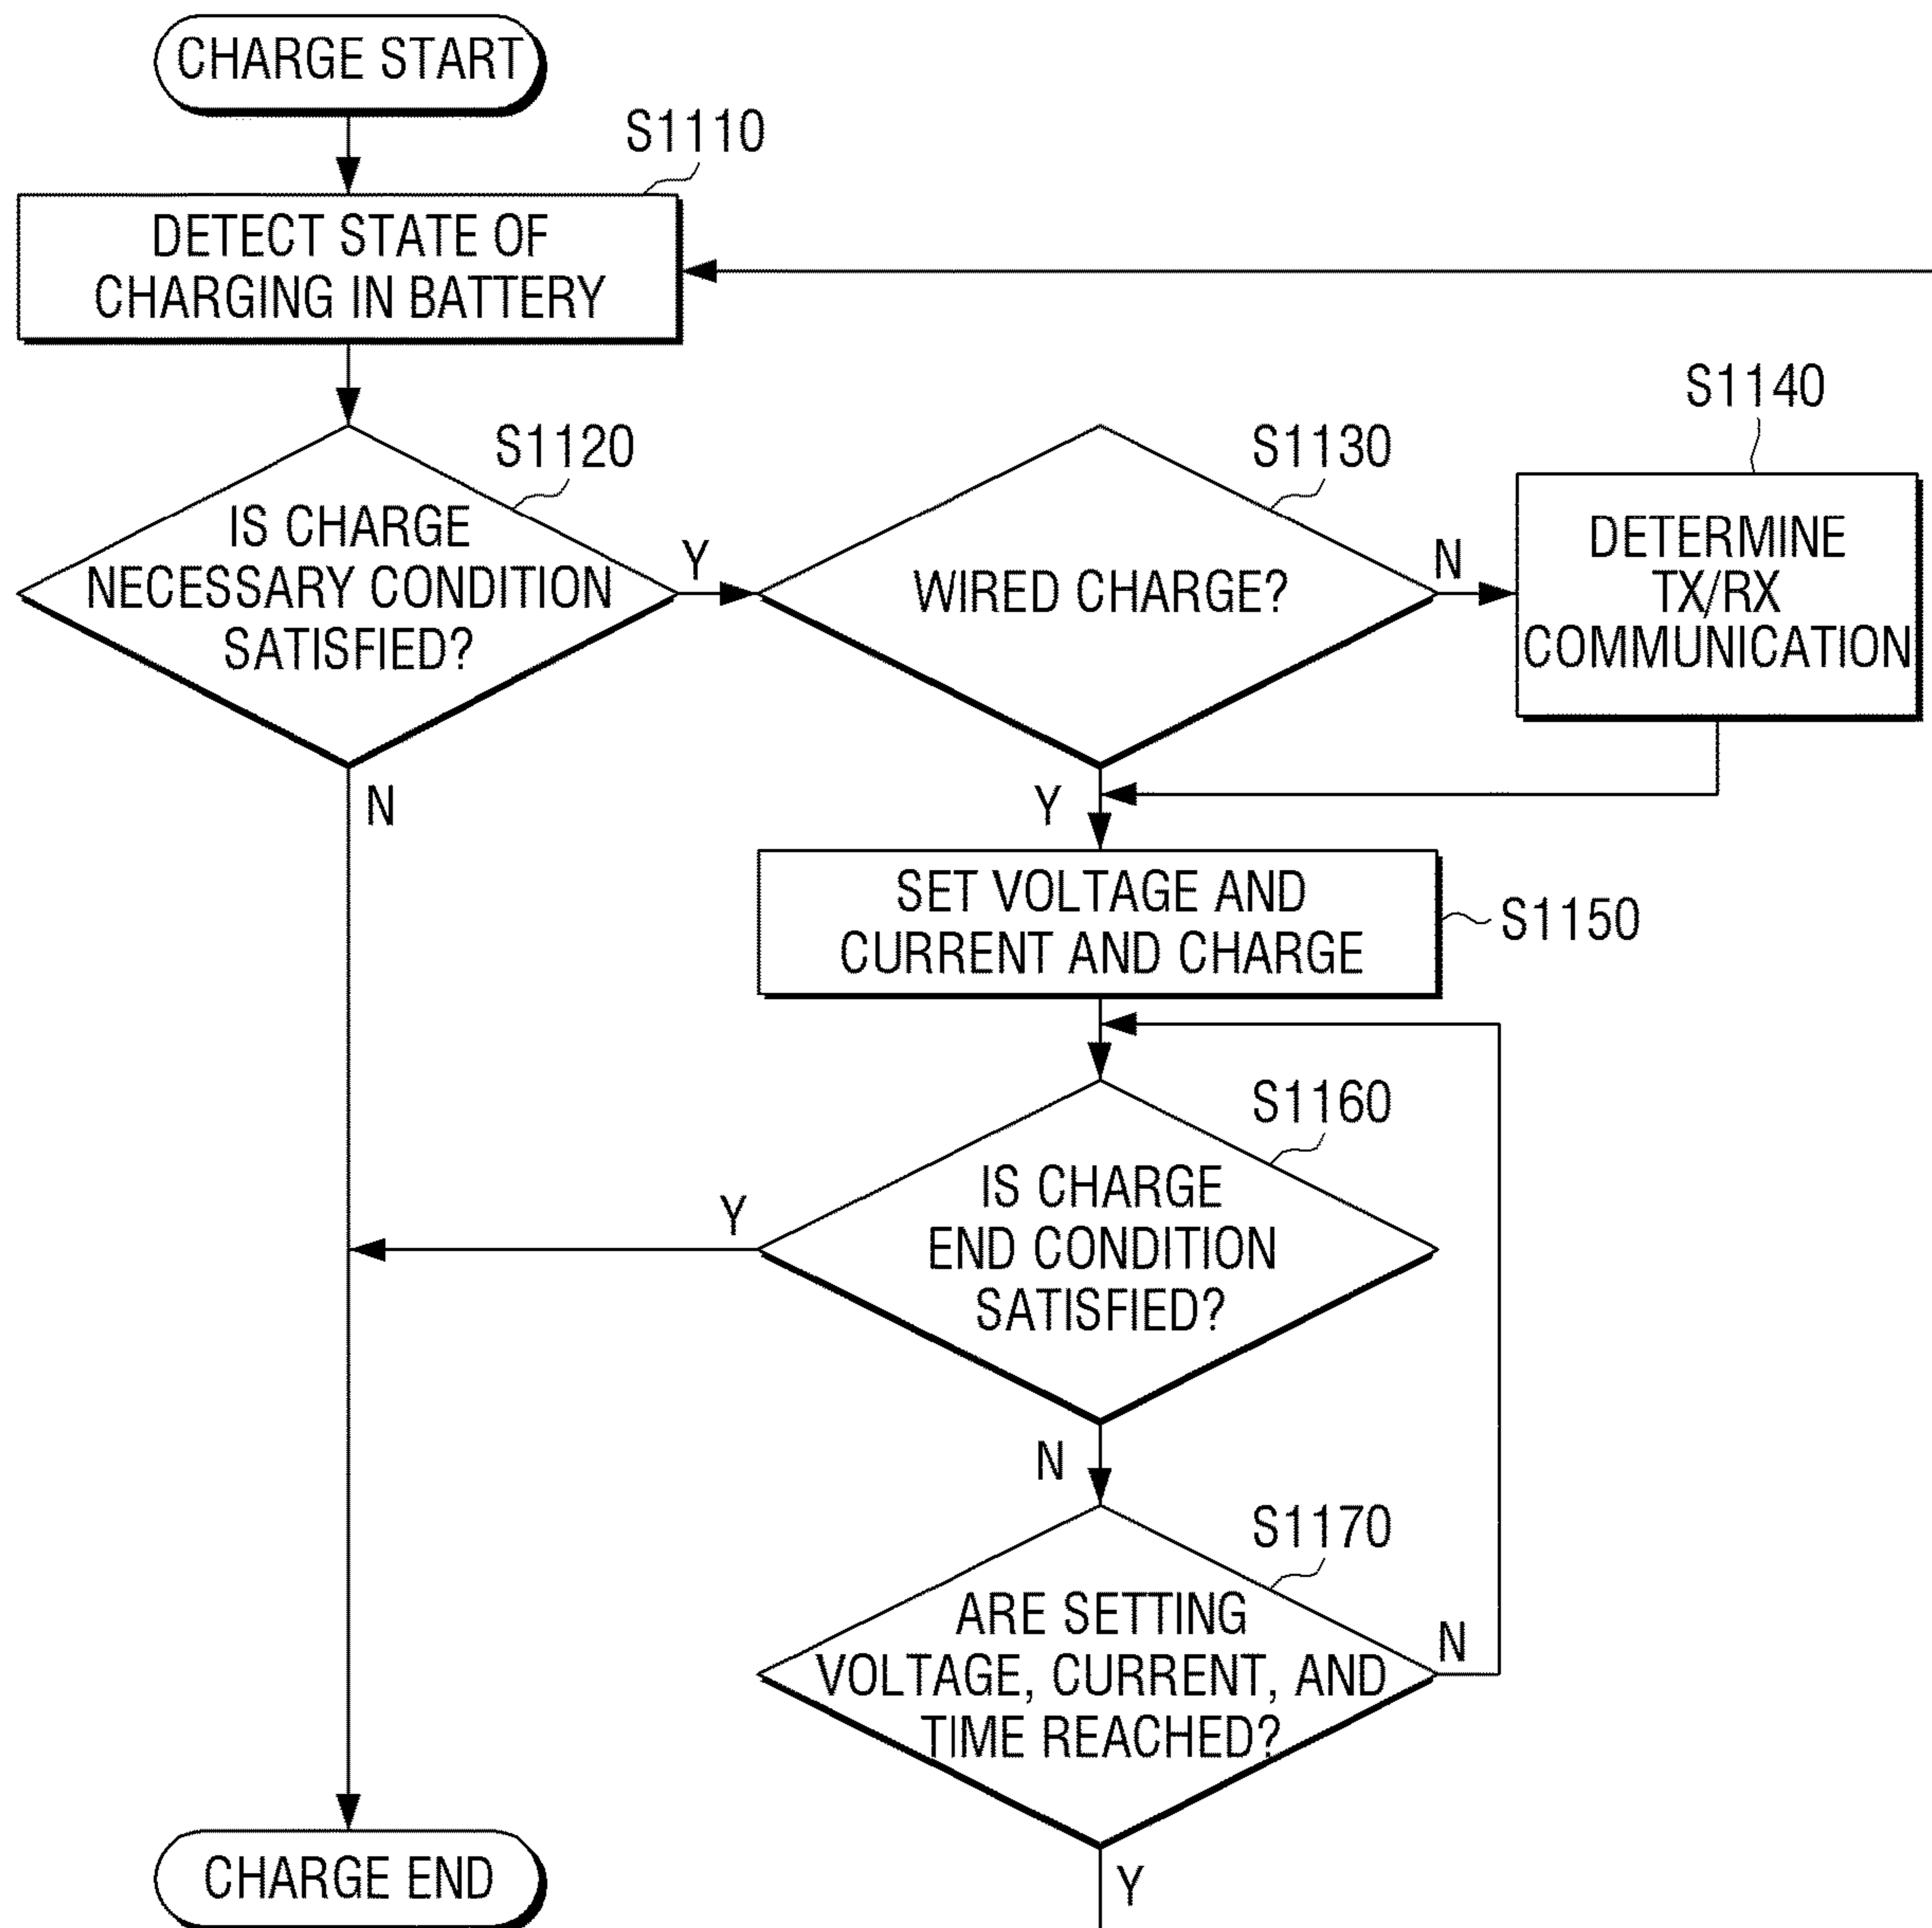 CHARGE START
S1110
DETECT STATE OF
CHARGING IN BATTERY
S1120
IS CHARGE
NECESSARY CONDITION
SATISFIED?
Y
N
S1130
WIRED CHARGE?
N
Y
S1140
DETERMINE
TX/RX
COMMUNICATION
SET VOLTAGE AND
CURRENT AND CHARGE
S1150
S1160
IS CHARGE
END CONDITION
SATISFIED?
Y
N
S1170
ARE SETTING
VOLTAGE, CURRENT, AND
TIME REACHED?
N
Y
CHARGE END